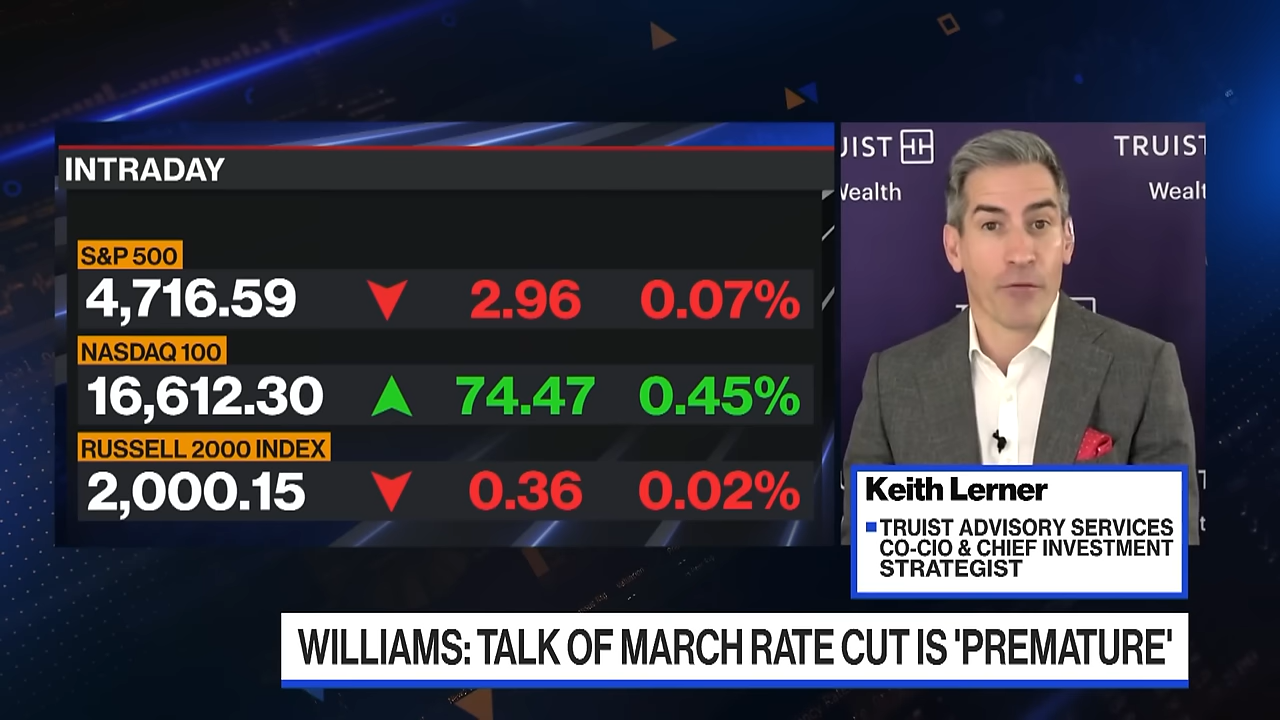 INTRADAY
S&P 500
4,716.59 2.96 0.07%
NASDAQ 100
16,612.30 74.47 0.45%
RUSSELL 2000 INDEX
2,000.15 0.36 0.02%
UIST
Wealth
TRUIST
Wealt
Keith Lerner
TRUIST ADVISORY SERVICES
CO-CIO & CHIEF INVESTMENT
STRATEGIST
WILLIAMS: TALK OF MARCH RATE CUT IS 'PREMATURE'